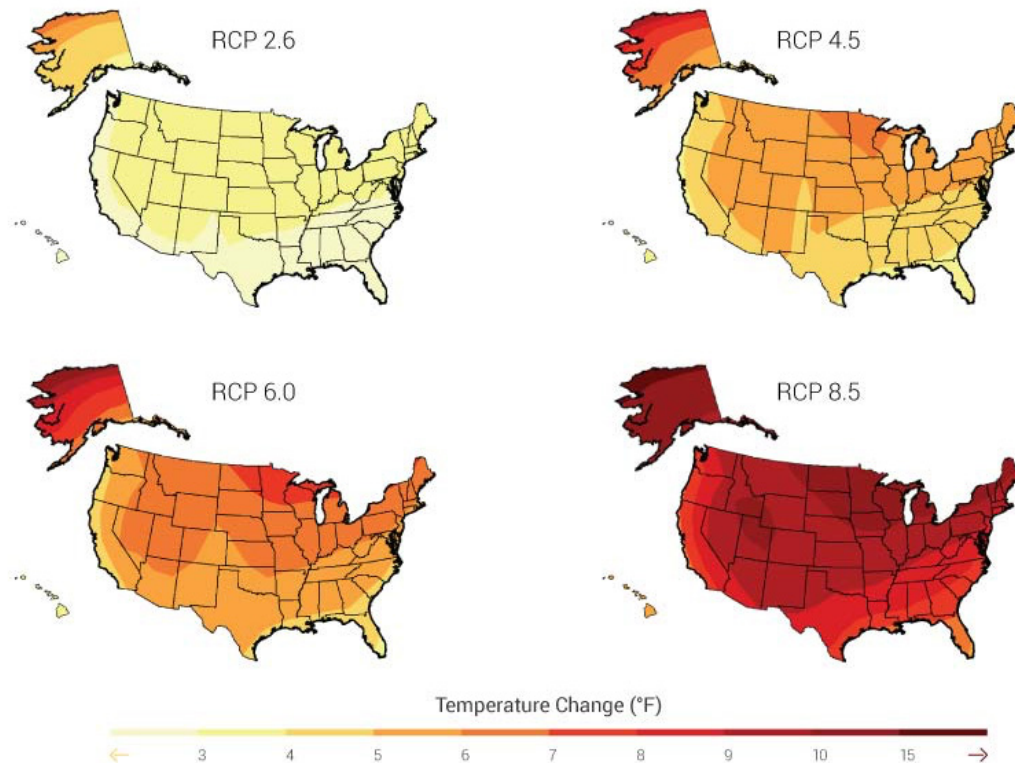 RCP 2.6
RCP 4.5
RCP 6.0
RCP 8.5
Temperature Change (°F)
3 4 5 6 7 8 9 10 15